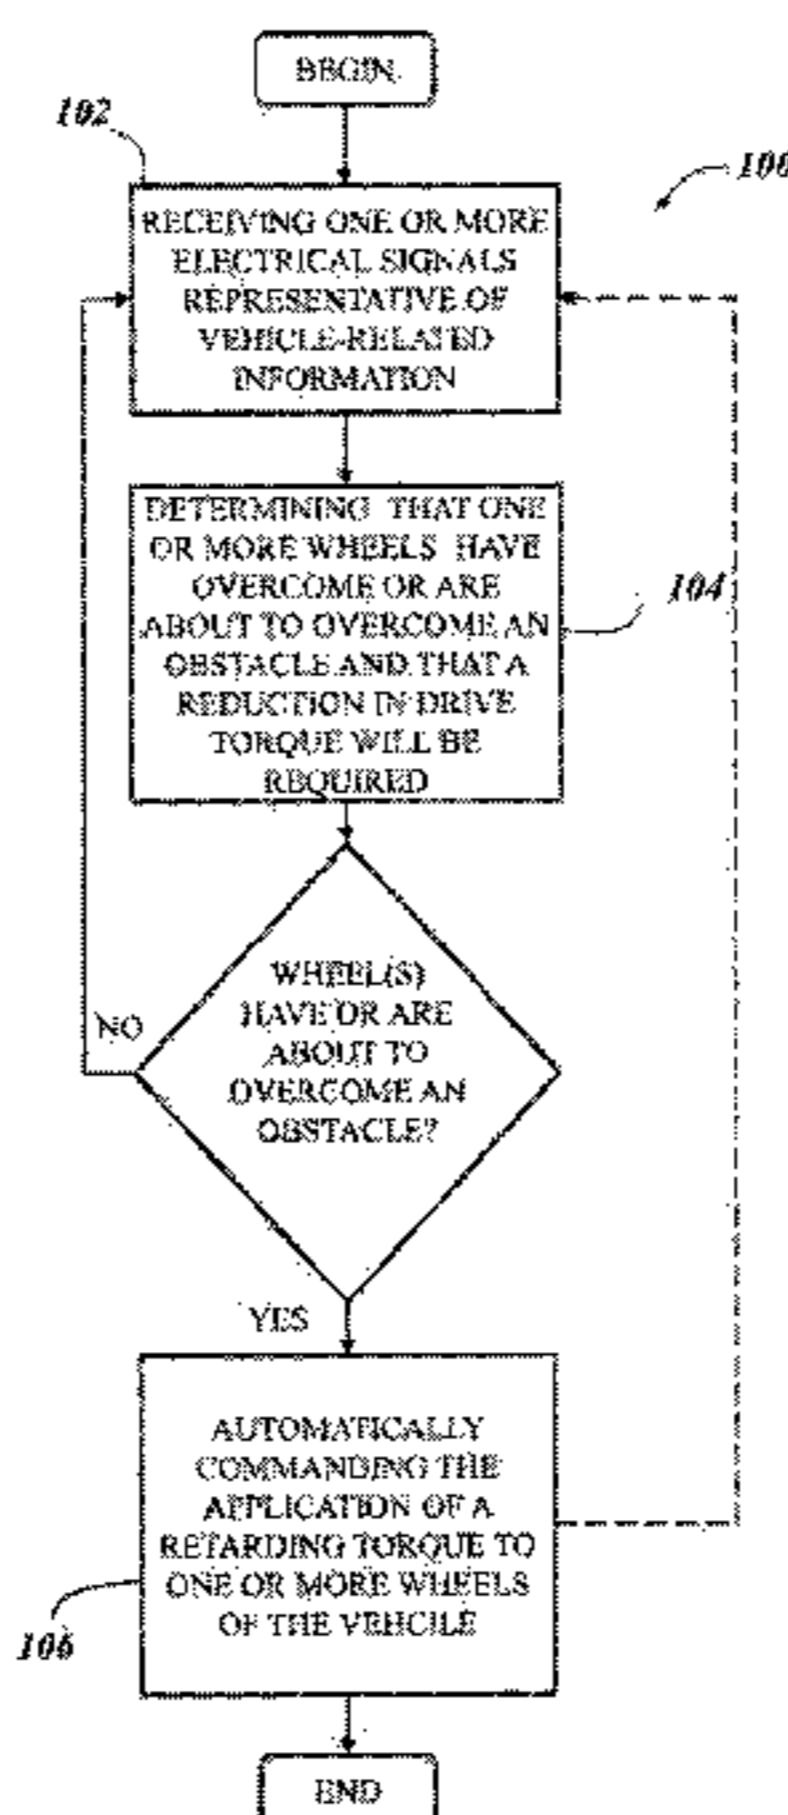 BEGIN
102
100
RECEIVING ONE OR MORE
ELECTRICAL SIGNALS
REPRESENTATIVE OF
VEHICLE-RELATED
INFORMATION
DETERMINING THAT ONE
OR MORE WHEELS HAVE
OVERCOME OR ARE
ABOUT TO OVERCOME AN
OBSTACLE AND THAT A
REDUCTION IN DRIVE
TORQUE WILL BE
REQUIRED
104
WHEEL(S)
HAVE OR ARE
ABOUT TO
OVERCOME AN
OBSTACLE?
NO
YES
AUTOMATICALLY
COMMANDING THE
APPLICATION OF A
RETARDING TORQUE TO
ONE OR MORE WHEELS
OF THE VEHCILE
106
END